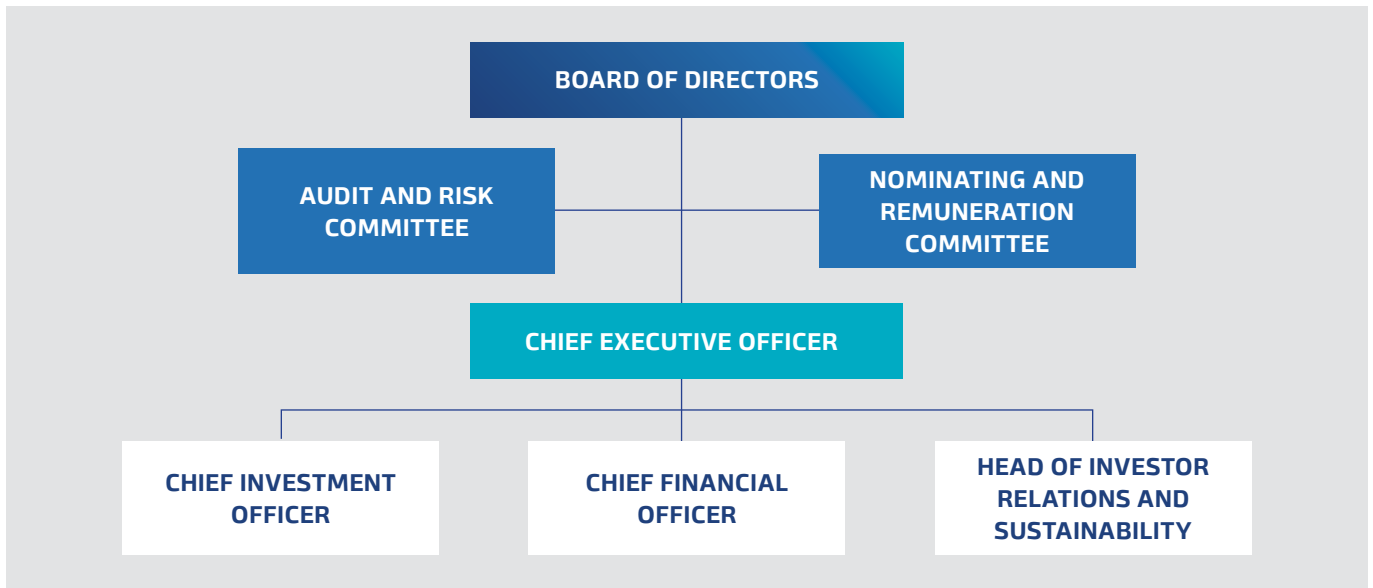 BOARD OF DIRECTORS
AUDIT AND RISK
COMMITTEE
NOMINATING AND
REMUNERATION
COMMITTEE
CHIEF EXECUTIVE OFFICER
CHIEF INVESTMENT
OFFICER
CHIEF FINANCIAL
OFFICER
HEAD OF INVESTOR
RELATIONS AND
SUSTAINABILITY